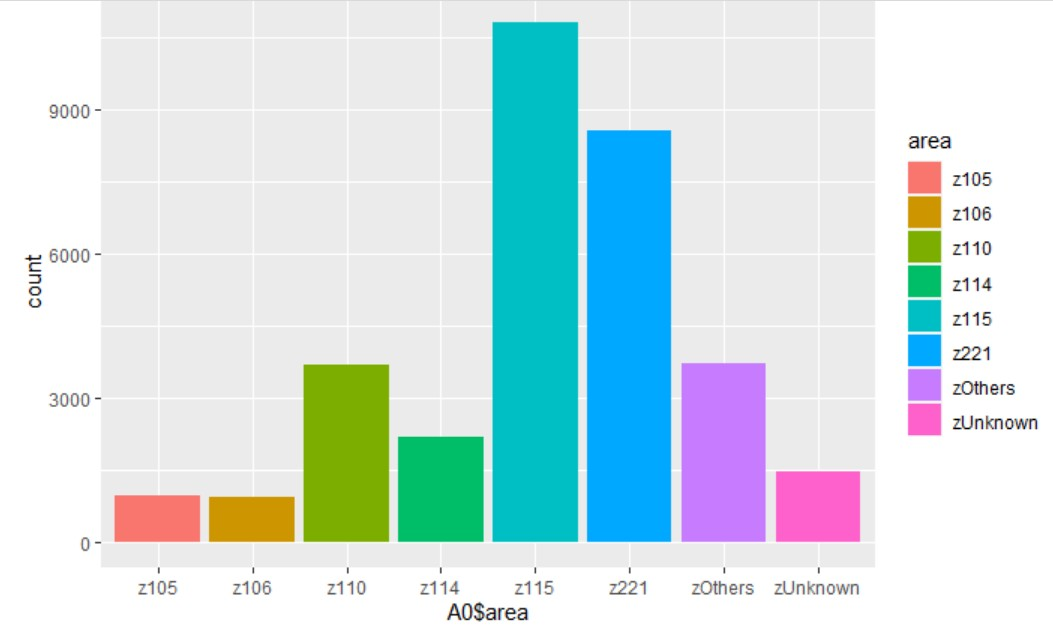 count
9000
6000
3000
0
z105 z106 z110 z114 z115 z221 zOthers zUnknown
A0$area
area
z105
z106
z110
z114
z115
z221
zOthers
zUnknown